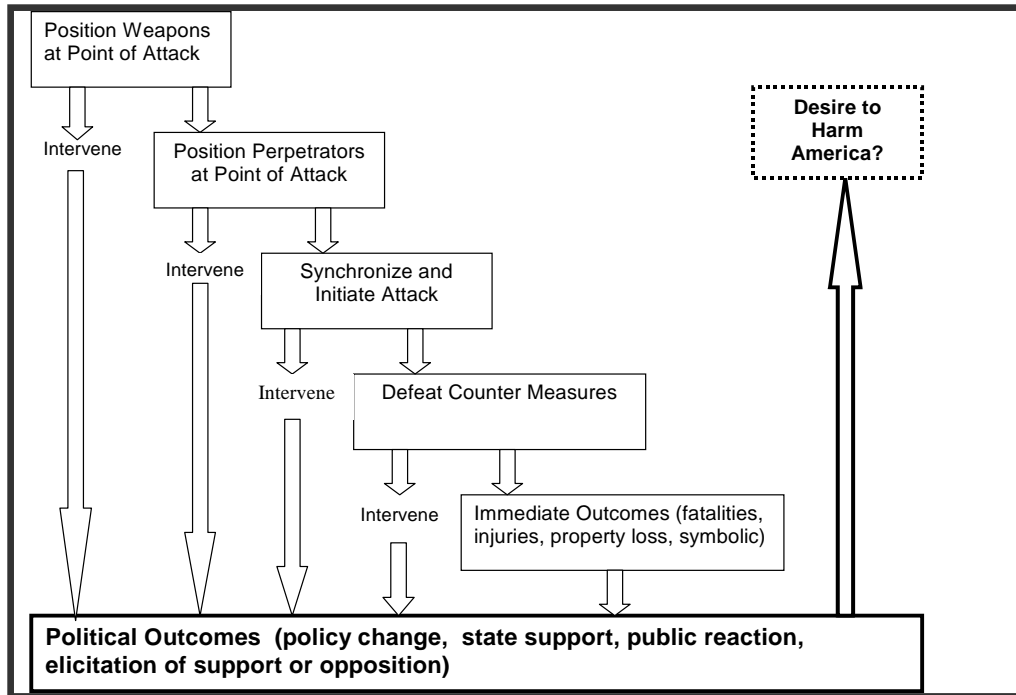 Position Weapons
at Point of Attack
Desire to
Harm
America?
Intervene
Position Perpetrators
at Point of Attack
Intervene
Synchronize and
Initiate Attack
Intervene
Defeat Counter Measures
Intervene
Immediate Outcomes (fatalities,
injuries, property loss, symbolic)
Political Outcomes (policy change, state support, public reaction,
elicitation of support or opposition)